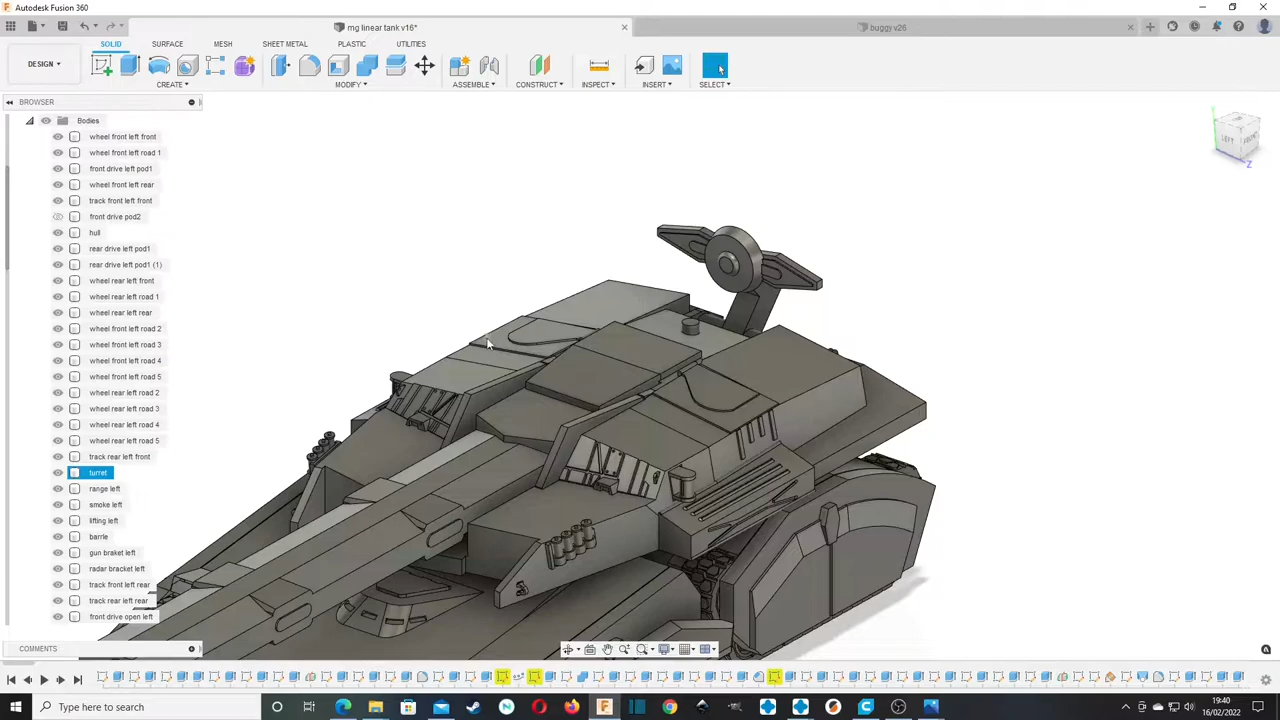 Autodesk Fusion 360
mg linear tank v16*
buggy v26
DESIGN
SOLID
SURFACE
MESH
SHEET METAL
PLASTIC
UTILITIES
CREATE
MODIFY
ASSEMBLE
CONSTRUCT
INSPECT
INSERT
SELECT
BROWSER
Bodies
wheel front left front
wheel front left road 1
front drive left pod1
wheel front left rear
track front left front
front drive pod2
hull
rear drive left pod1
rear drive left pod1 (1)
wheel rear left front
wheel rear left road 1
wheel rear left rear
wheel front left road 2
wheel front left road 3
wheel front left road 4
wheel front left road 5
wheel rear left road 2
wheel rear left road 3
wheel rear left road 4
wheel rear left road 5
track rear left front
turret
range left
smoke left
lifting left
barrle
gun braket left
radar bracket left
track front left rear
track rear left rear
front drive open left
LEFT
FRONT
Z
COMMENTS
Type here to search
19:40
16/02/2022